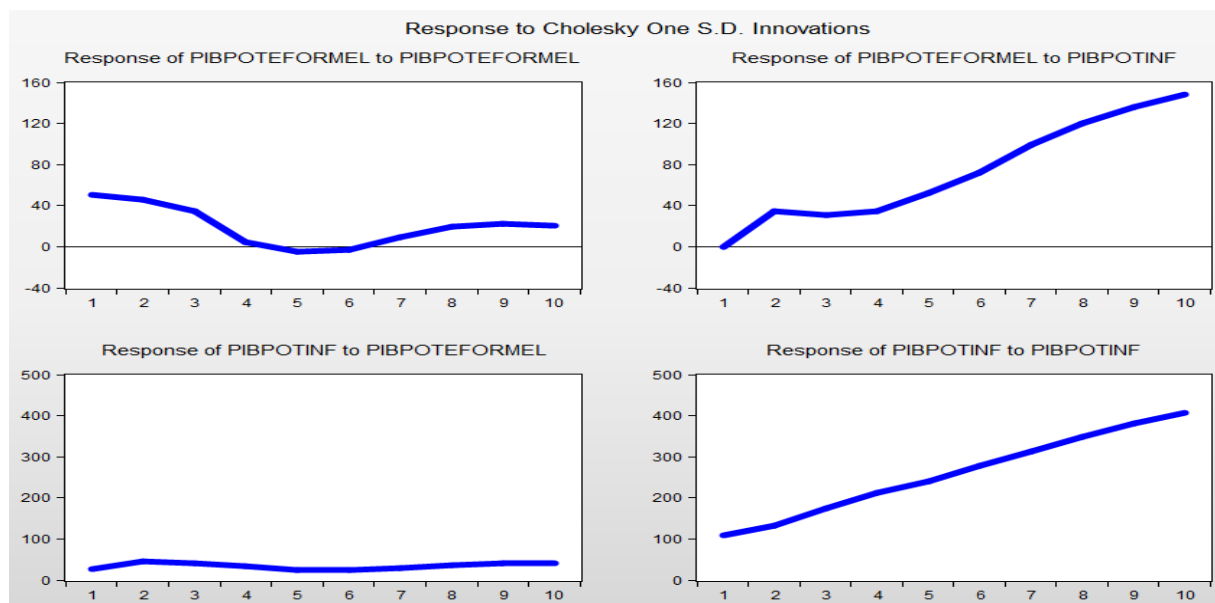 Response to Cholesky One S.D. Innovations
Response of PIBPOTEFORMEL to PIBPOTEFORMEL
160
120
80
40
0
-40
1 2 3 4 5 6 7 8 9 10
Response of PIBPOTEFORMEL to PIBPOTINF
160
120
80
40
0
-40
1 2 3 4 5 6 7 8 9 10
Response of PIBPOTINF to PIBPOTEFORMEL
500
400
300
200
100
0
1 2 3 4 5 6 7 8 9 10
Response of PIBPOTINF to PIBPOTINF
500
400
300
200
100
0
1 2 3 4 5 6 7 8 9 10